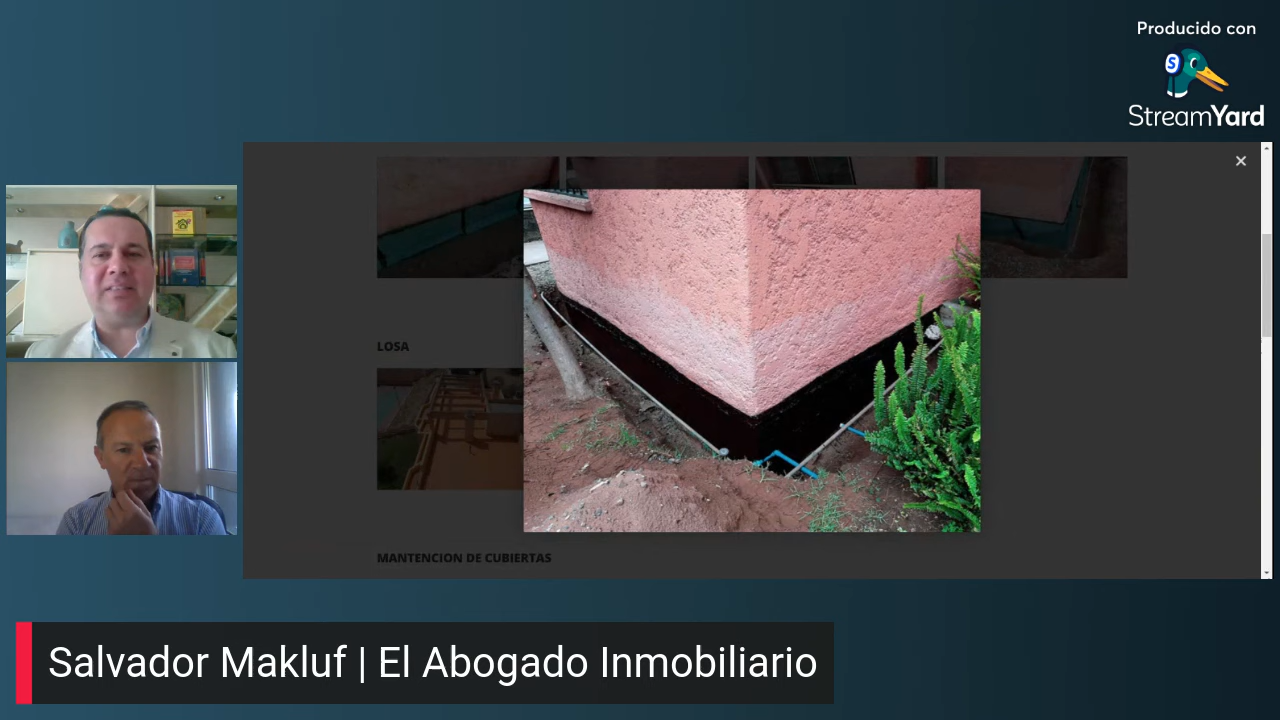 Producido con
S
StreamYard
LOSA
MANTENCION DE CUBIERTAS
Salvador Makluf | El Abogado Inmobiliario